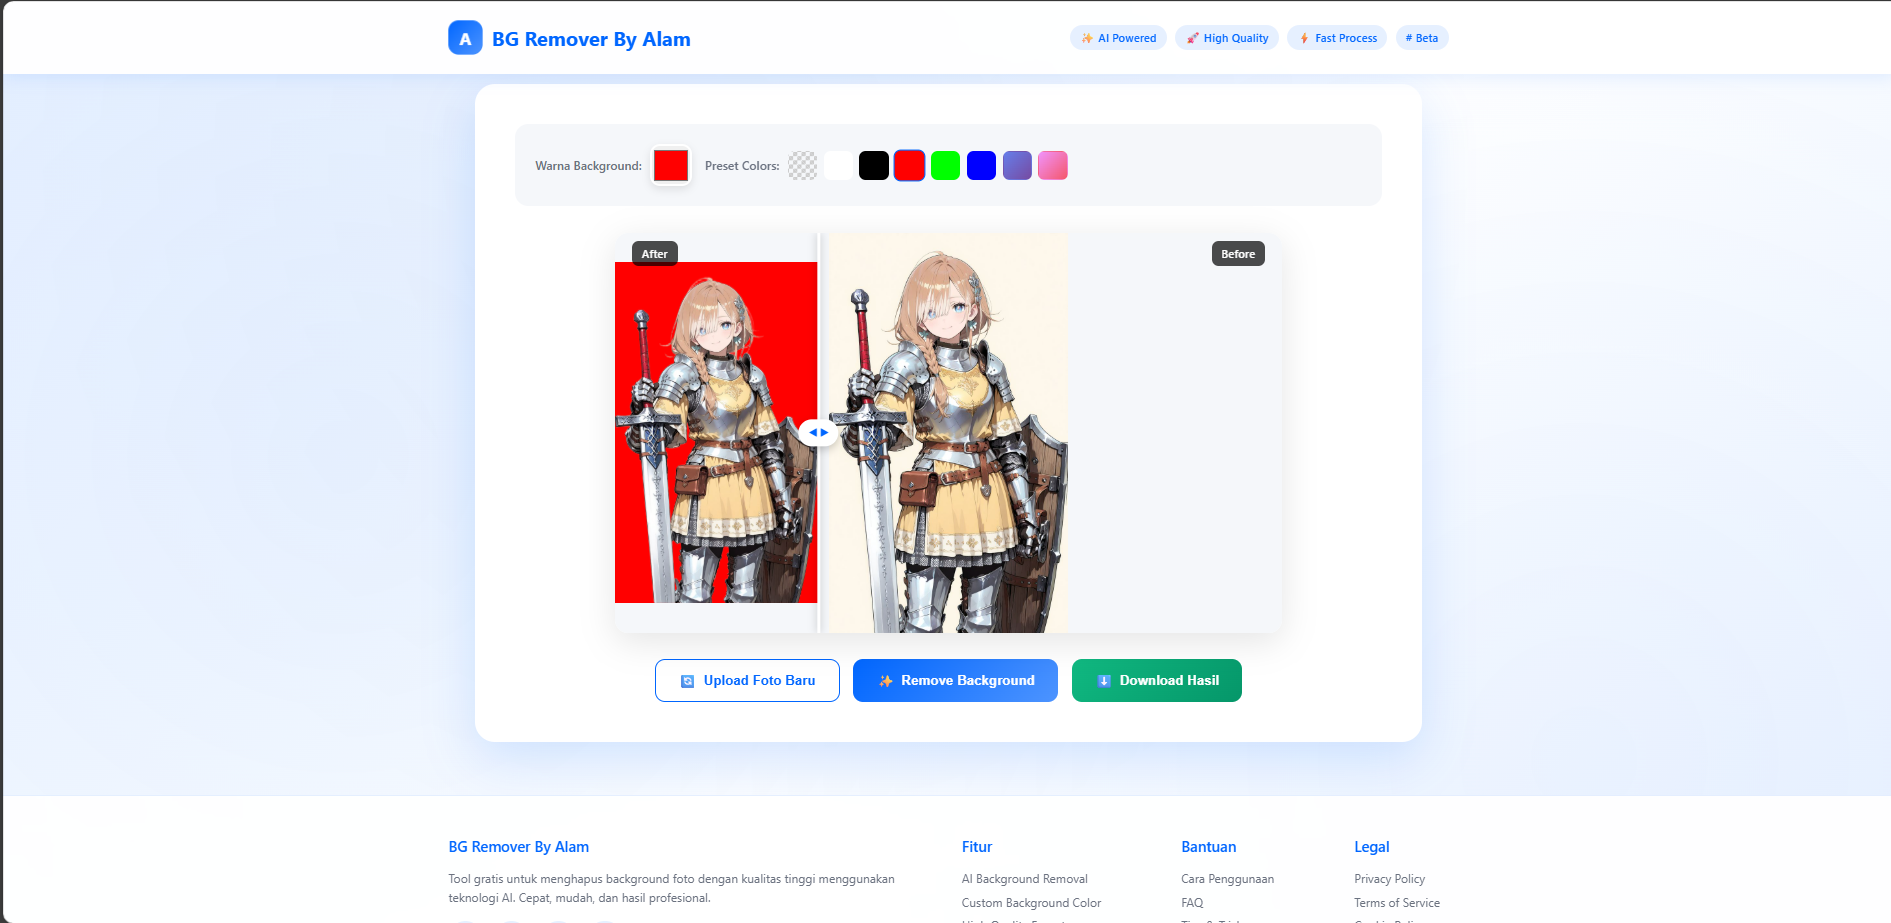 A BG Remover By Alam
✨ AI Powered
🚀 High Quality
⚡ Fast Process
# Beta
Warna Background:
Preset Colors:
After
Before
Upload Foto Baru
Remove Background
Download Hasil
BG Remover By Alam
Tool gratis untuk menghapus background foto dengan kualitas tinggi menggunakan
teknologi AI. Cepat, mudah, dan hasil profesional.
Fitur
AI Background Removal
Custom Background Color
Bantuan
Cara Penggunaan
FAQ
Legal
Privacy Policy
Terms of Service